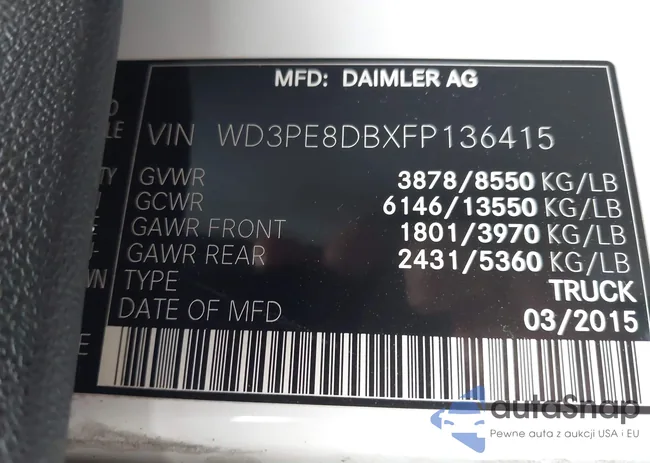 MFD: DAIMLER AG
VIN WD3PE8DBXFP136415
GVWR 3878/8550 KG/LB
GCWR 6146/13550 KG/LB
GAWR FRONT 1801/3970 KG/LB
GAWR REAR 2431/5360 KG/LB
TYPE TRUCK
DATE OF MFD 03/2015
autoSnap
Pewne auta z aukcji USA i EU